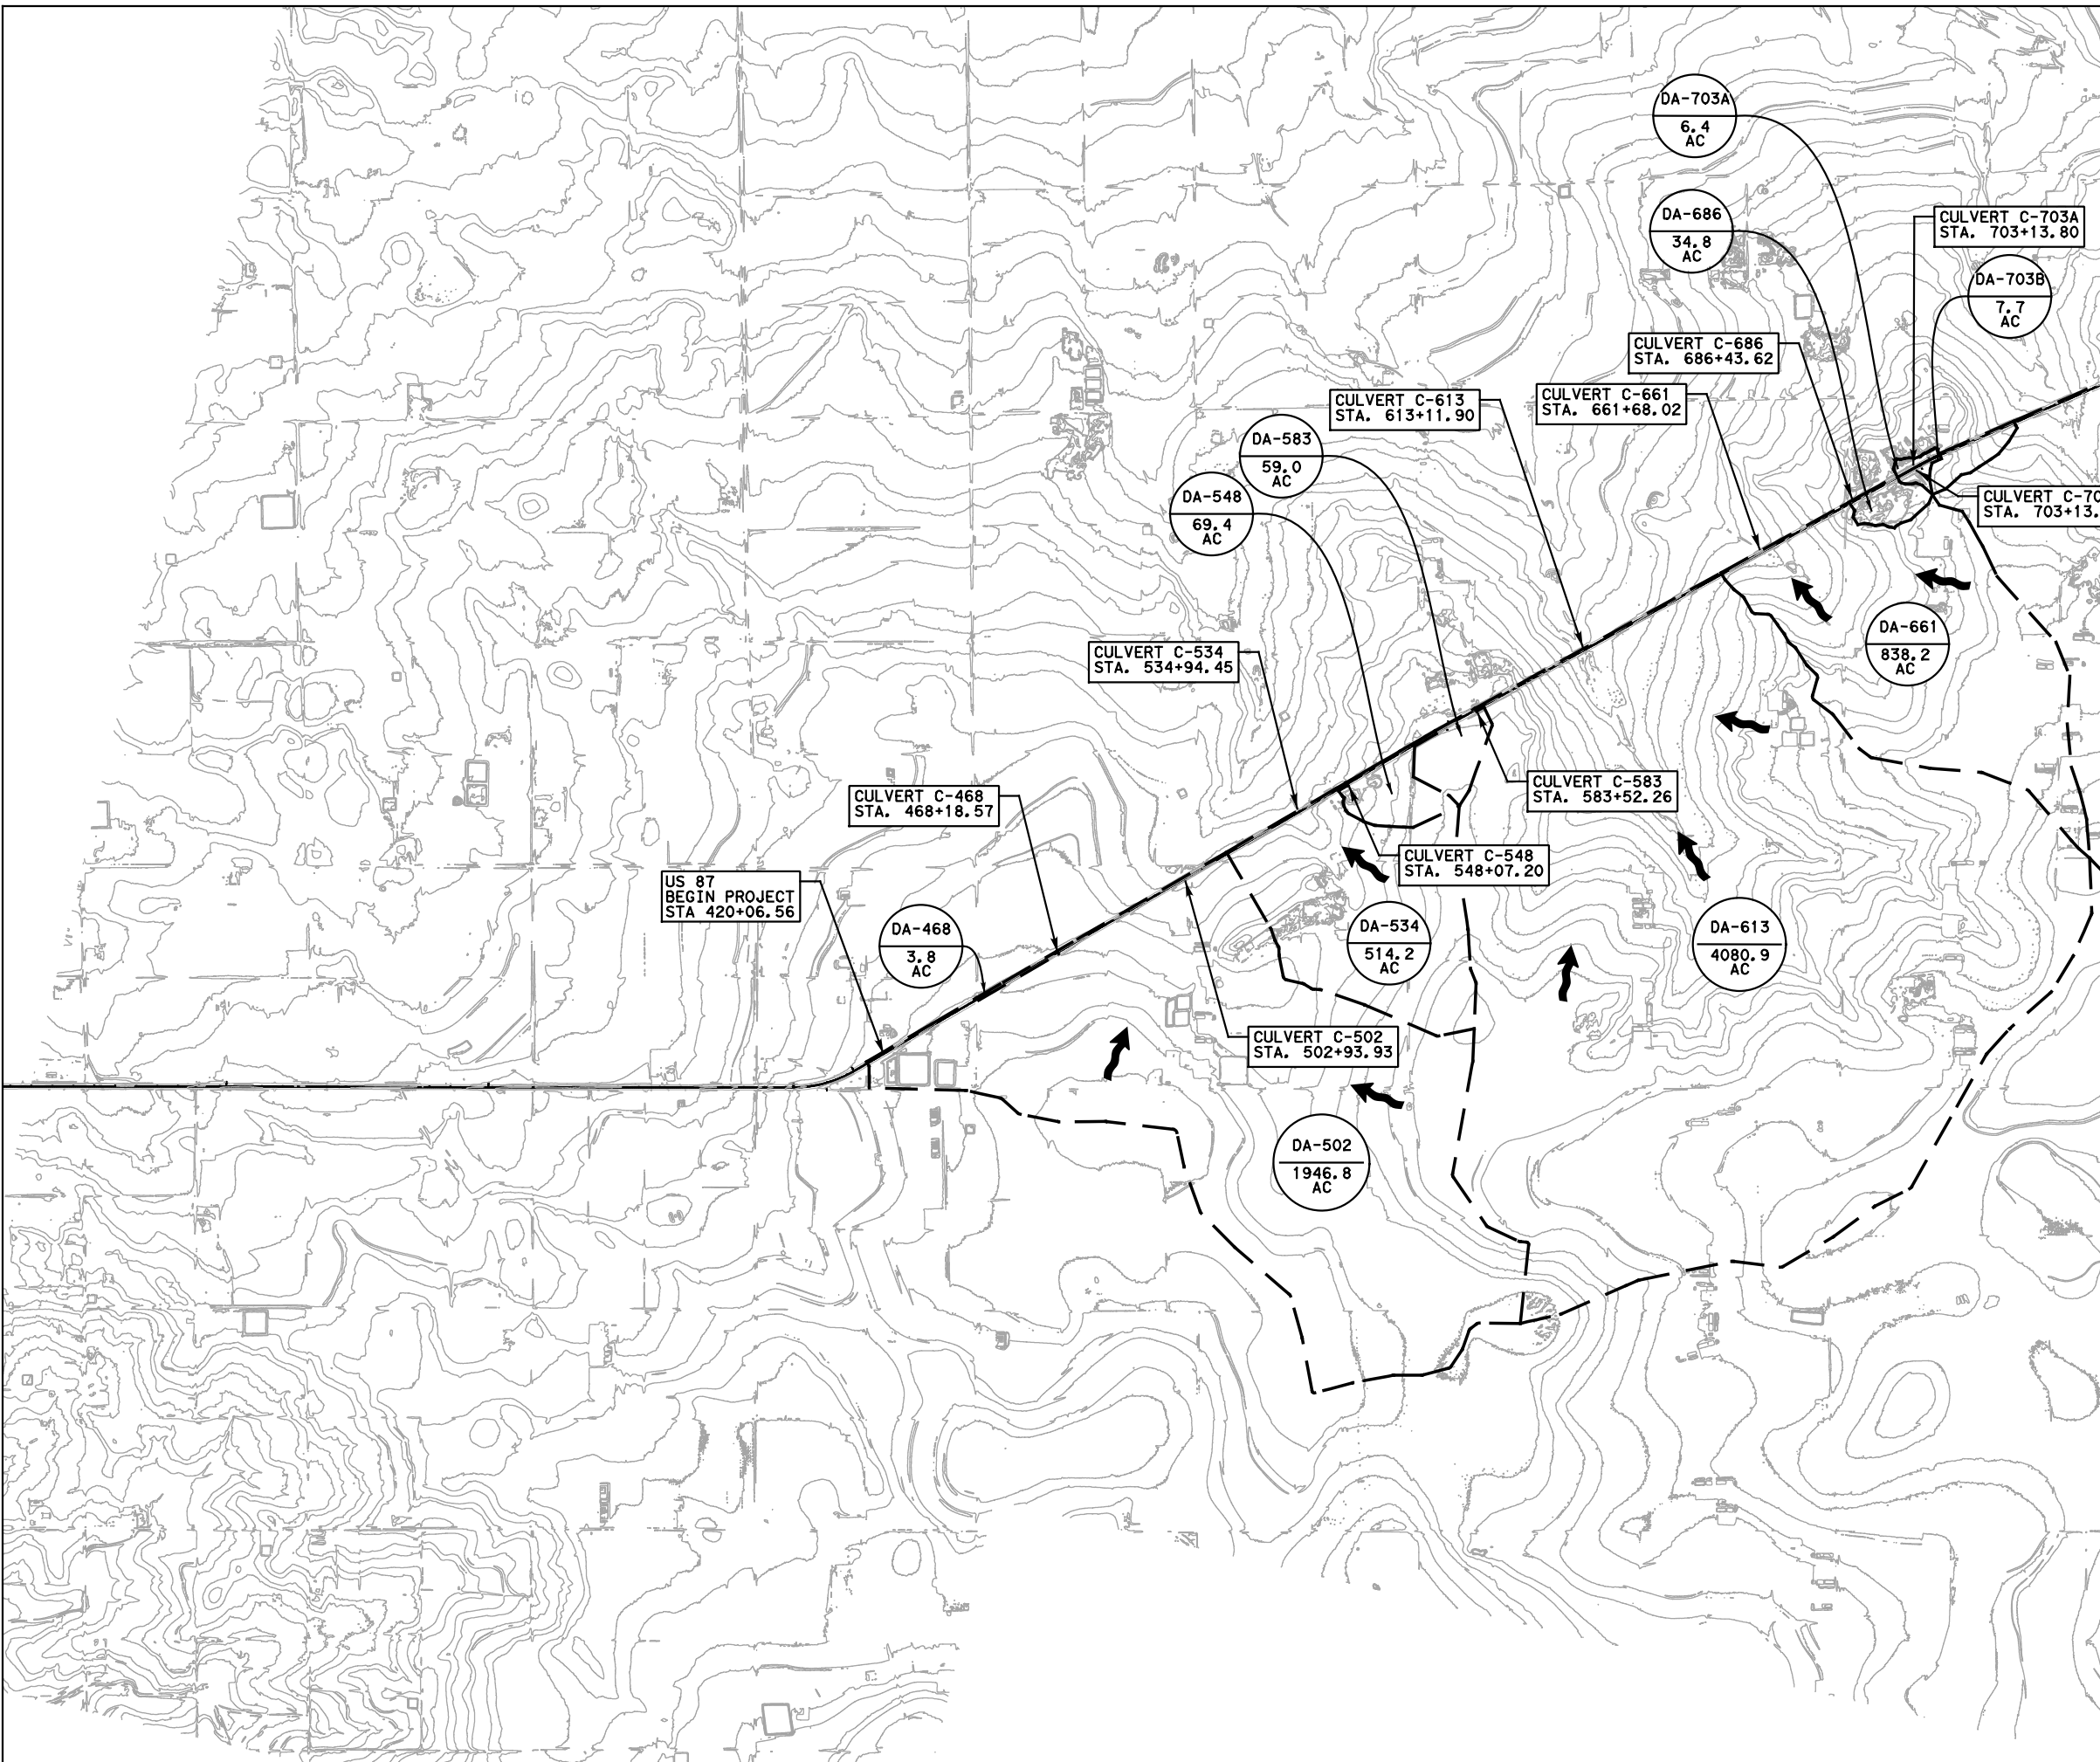 DA-703A
6.4
AC
DA-686
34.8
AC
CULVERT C-703A
STA. 703+13.80
DA-703B
7.7
AC
CULVERT C-686
STA. 686+43.62
CULVERT C-613
STA. 613+11.90
CULVERT C-661
STA. 661+68.02
DA-583
59.0
AC
DA-548
69.4
AC
CULVERT
STA. 703+13.
DA-661
838.2
AC
CULVERT C-534
STA. 534+94.45
CULVERT C-468
STA. 468+18.57
CULVERT C-583
STA. 583+52.26
CULVERT C-548
STA. 548+07.20
US 87
BEGIN PROJECT
STA 420+06.56
DA-468
3.8
AC
DA-534
514.2
AC
DA-613
4080.9
AC
CULVERT C-502
STA. 502+93.93
DA-502
1946.8
AC